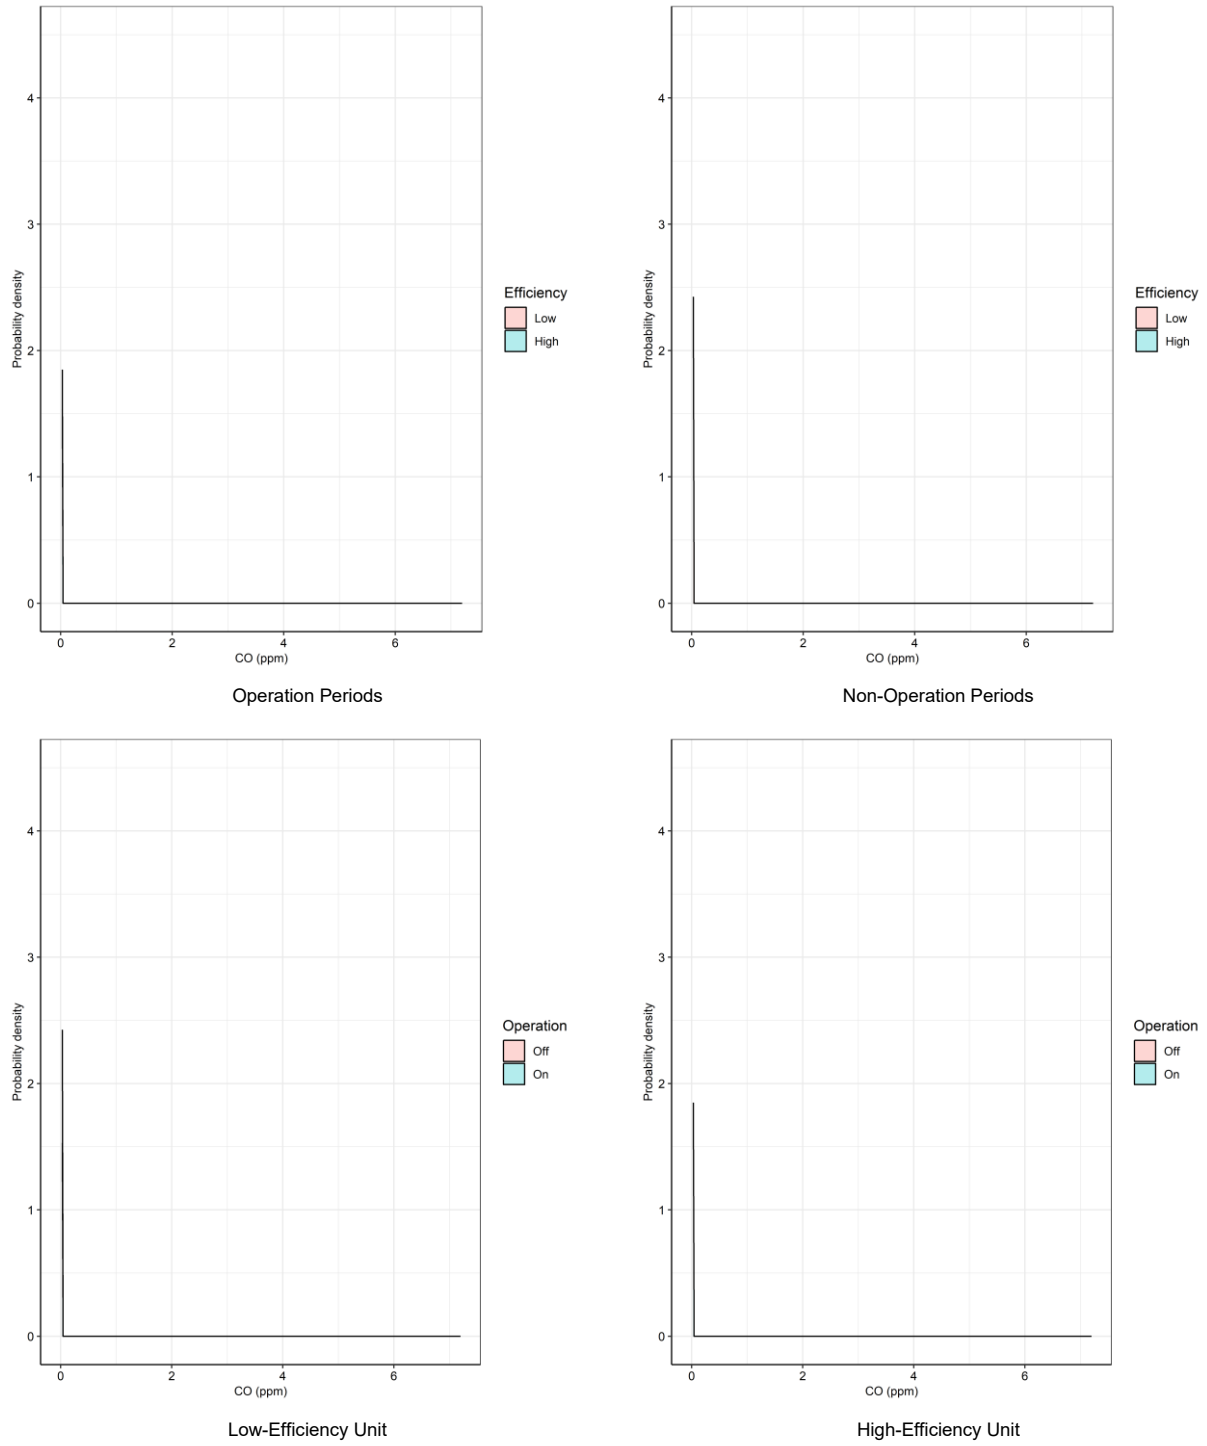 4
3
2
1
0
Probability density
0 2 4 6
CO (ppm)
Efficiency
Low
High
Operation Periods
4
3
2
1
0
Probability density
0 2 4 6
CO (ppm)
Efficiency
Low
High
Non-Operation Periods
4
3
2
1
0
Probability density
0 2 4 6
CO (ppm)
Operation
Off
On
Low-Efficiency Unit
4
3
2
1
0
Probability density
0 2 4 6
CO (ppm)
Operation
Off
On
High-Efficiency Unit